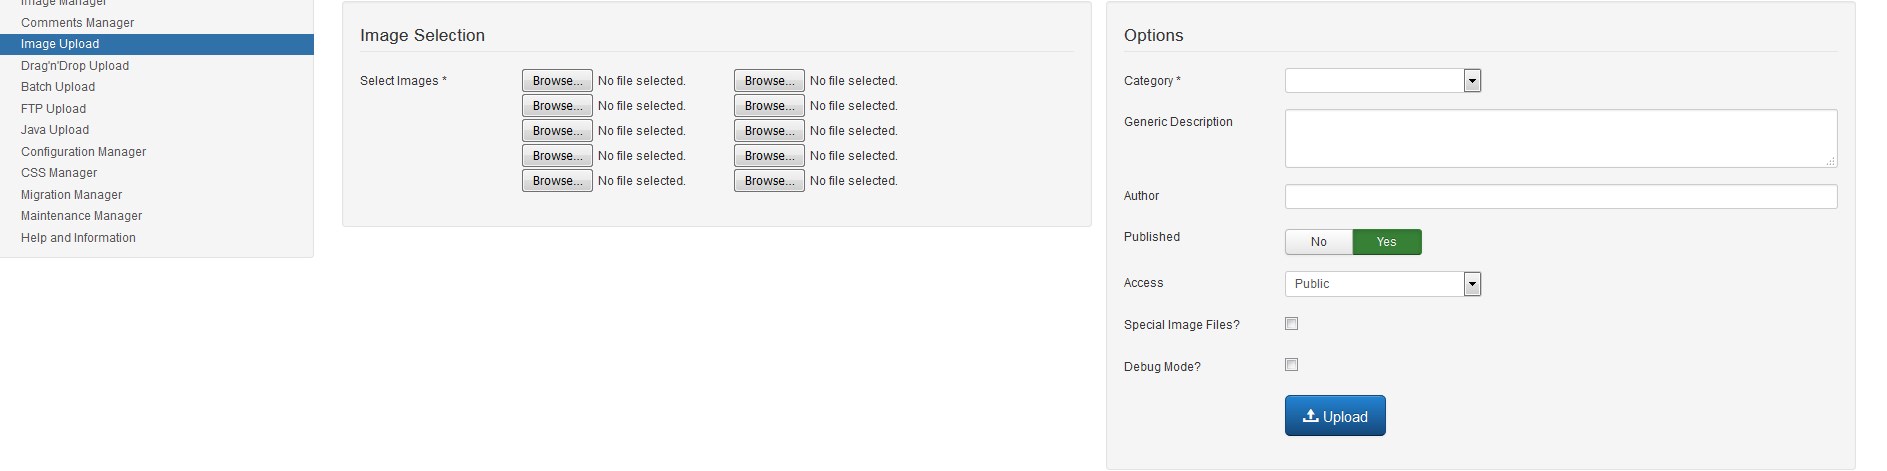 Image Manager
Comments Manager
Image Upload
Drag'n'Drop Upload
Batch Upload
FTP Upload
Java Upload
Configuration Manager
CSS Manager
Migration Manager
Maintenance Manager
Help and Information
Image Selection
Select Images *
Browse... No file selected. Browse... No file selected.
Browse... No file selected. Browse... No file selected.
Browse... No file selected. Browse... No file selected.
Browse... No file selected. Browse... No file selected.
Browse... No file selected. Browse... No file selected.
Options
Category *
Generic Description
Author
Published No Yes
Access Public
Special Image Files?
Debug Mode?
Upload